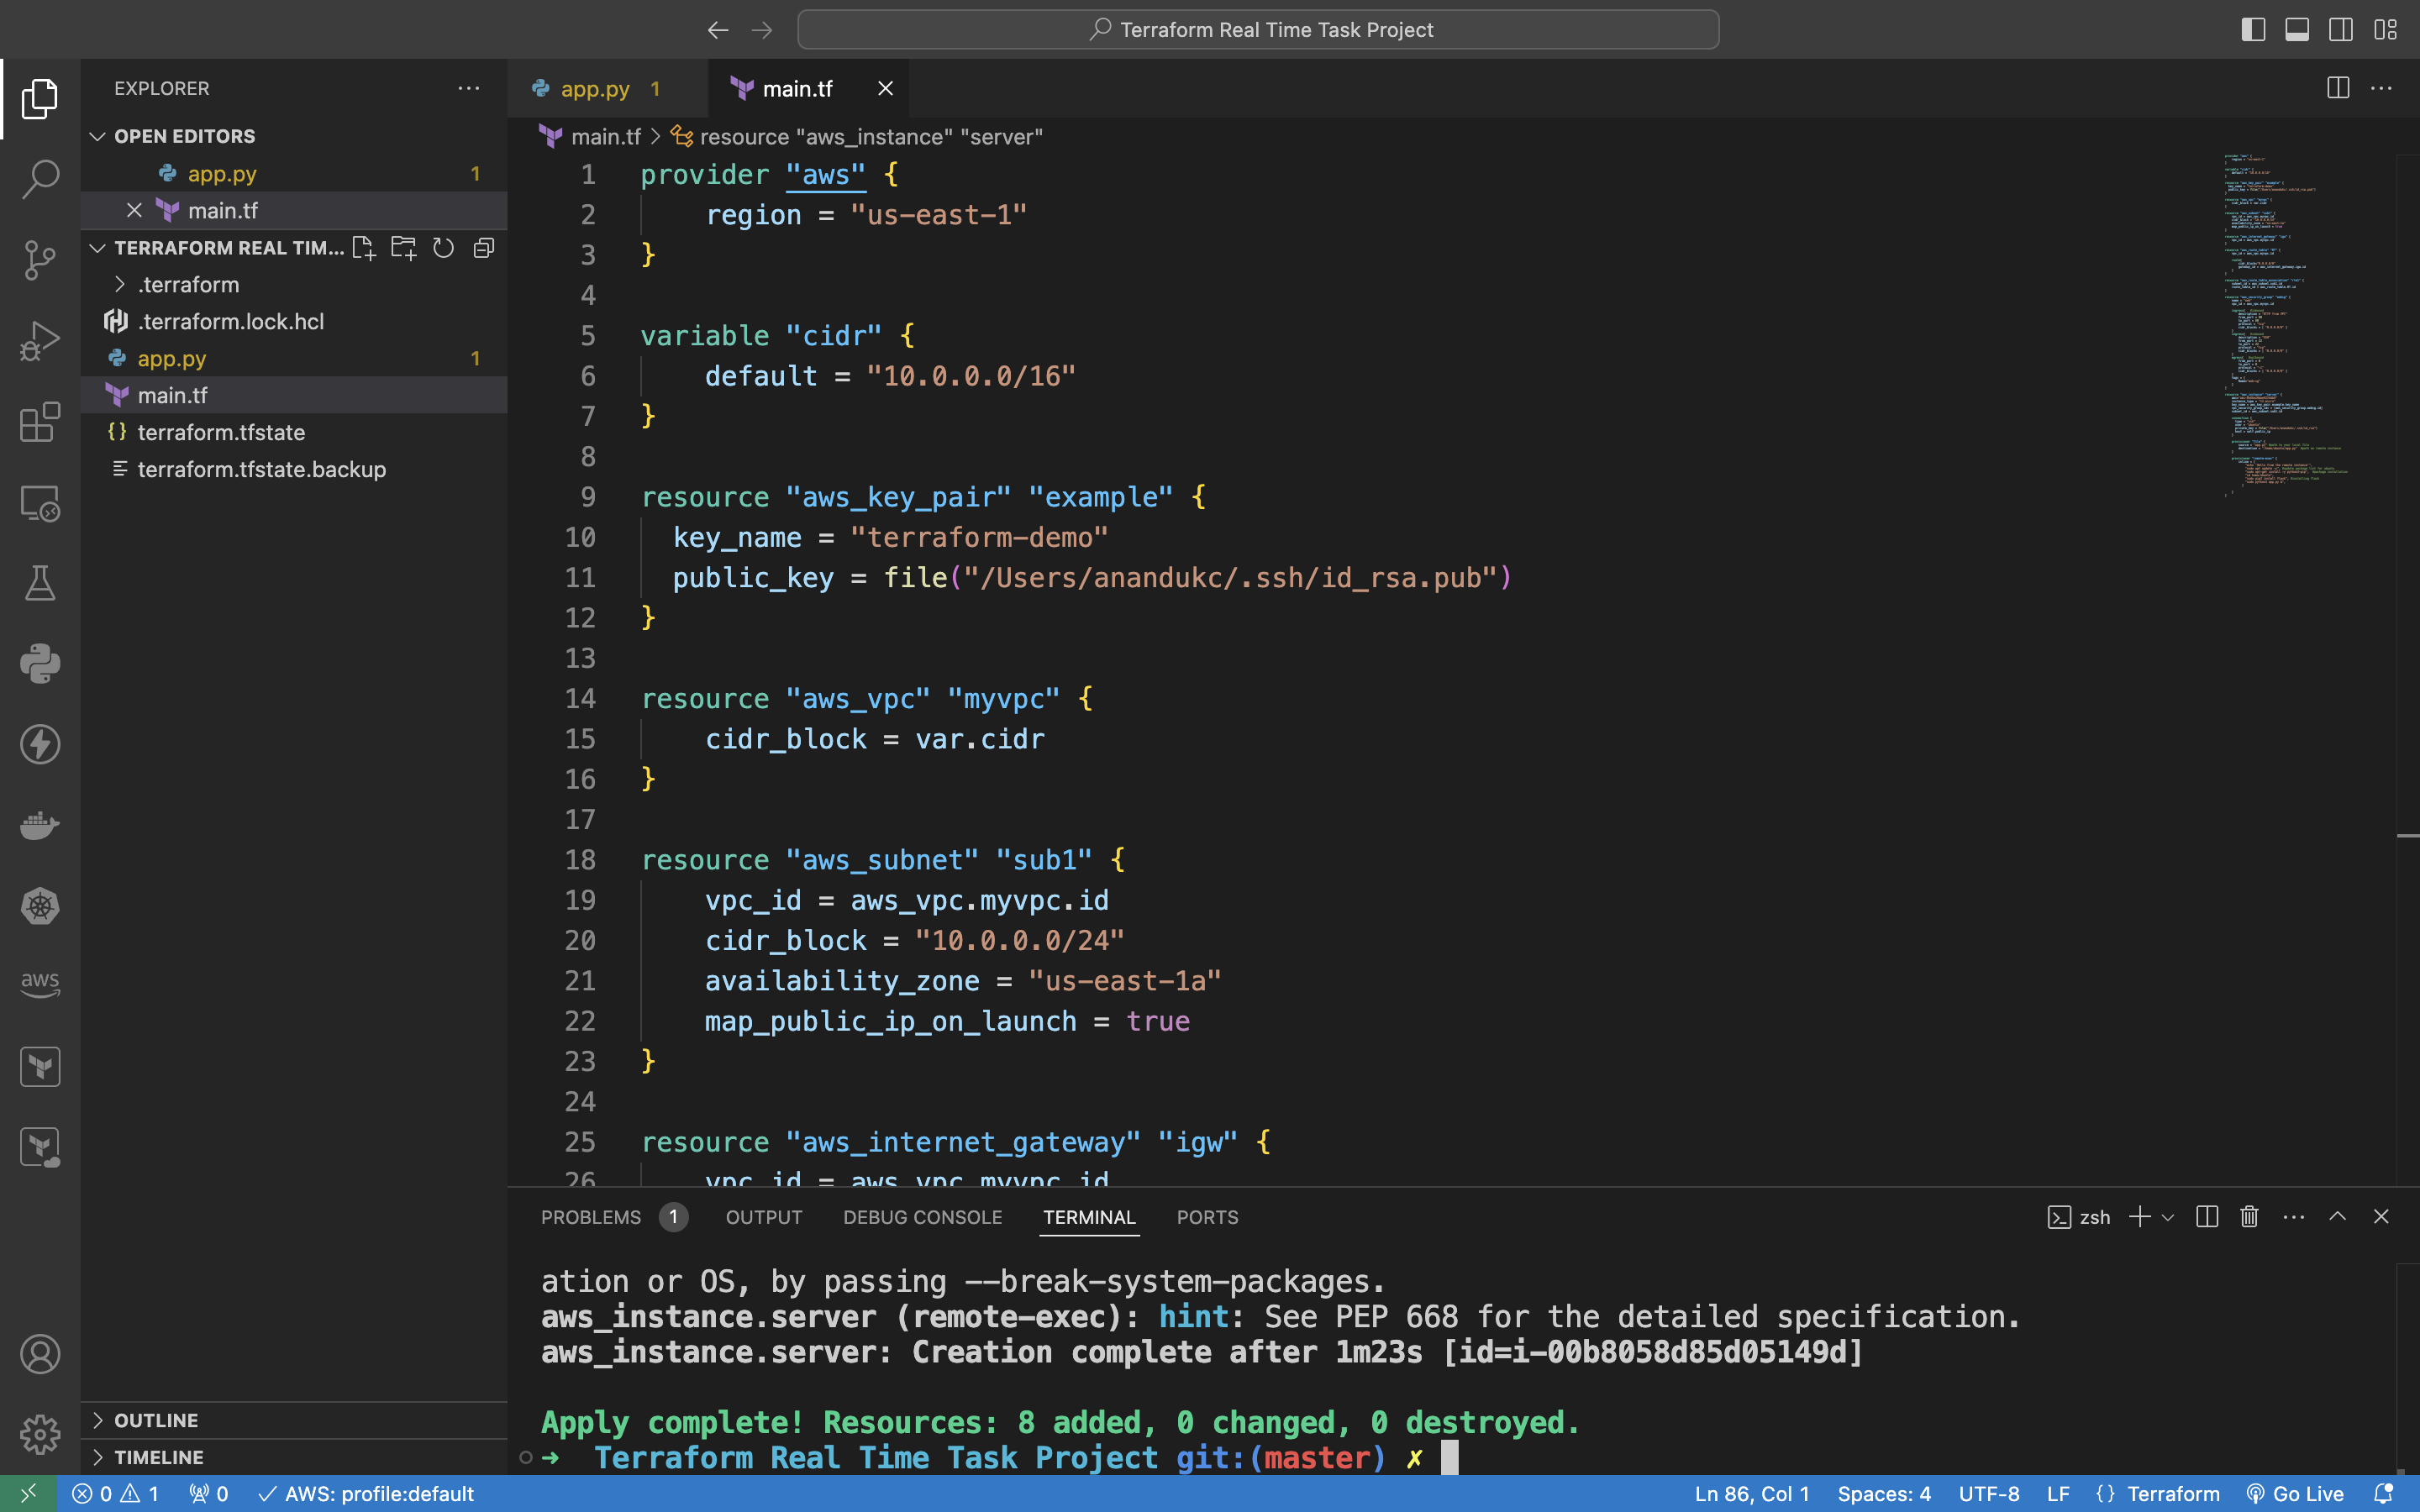 Terraform Real Time Task Project
EXPLORER
OPEN EDITORS
app.py 1
main.tf
TERRAFORM REAL TIM...
.terraform
.terraform.lock.hcl
app.py 1
main.tf
terraform.tfstate
terraform.tfstate.backup
aws
OUTLINE
TIMELINE
app.py 1
main.tf
main.tf > resource "aws_instance" "server"
1 provider "aws" {
2 region = "us-east-1"
3 }
4
5 variable "cidr" {
6 default = "10.0.0.0/16"
7 }
8
9 resource "aws_key_pair" "example" {
10 key_name = "terraform-demo"
11 public_key = file("/Users/anandukc/.ssh/id_rsa.pub")
12 }
13
14 resource "aws_vpc" "myvpc" {
15 cidr_block = var.cidr
16 }
17
18 resource "aws_subnet" "sub1" {
19 vpc_id = aws_vpc.myvpc.id
20 cidr_block = "10.0.0.0/24"
21 availability_zone = "us-east-1a"
22 map_public_ip_on_launch = true
23 }
24
25 resource "aws_internet_gateway" "igw" {
26 vpc_id = aws_vpc.myvpc.id
PROBLEMS 1 OUTPUT DEBUG CONSOLE TERMINAL PORTS
zsh
ation or OS, by passing --break-system-packages.
aws_instance.server (remote-exec): hint: See PEP 668 for the detailed specification.
aws_instance.server: Creation complete after 1m23s [id=i-00b8058d85d05149d]
Apply complete! Resources: 8 added, 0 changed, 0 destroyed.
➜ Terraform Real Time Task Project git:(master) ✗
0 1 0 AWS: profile:default
Ln 86, Col 1 Spaces: 4 UTF-8 LF {} Terraform Go Live